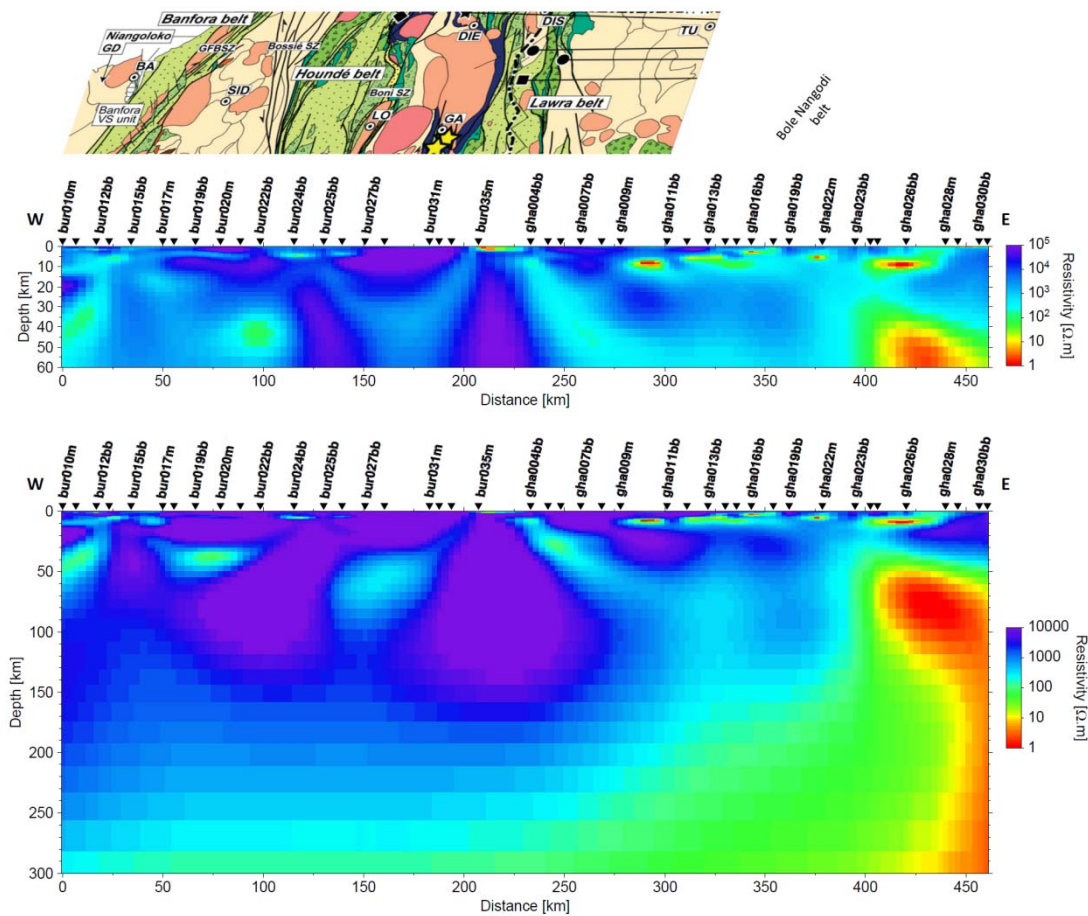 Banfora belt
Niangoloko
GD
BA
GFBSZ
Bossié SZ
Houndé belt
Boni SZ
DIE
DIS
TU
Banfora
VS unit
SID
LO
GA
Lawra belt
Bole Nangodi
belt
bur010m bur012bb bur015bb bur017m bur019bb bur020m bur022bb bur024bb bur025bb bur027bb bur031m bur035m gha004bb gha007bb gha009m gha011bb gha013bb gha016bb gha019bb gha022m gha023bb gha026bb gha028m gha030bb
W E
Depth [km]
0
10
20
30
40
50
60
0 50 100 150 200 250 300 350 400 450
Distance [km]
10⁵
10⁴
10³
10²
10
1
Resistivity [Ω.m]
bur010m bur012bb bur015bb bur017m bur019bb bur020m bur022bb bur024bb bur025bb bur027bb bur031m bur035m gha004bb gha007bb gha009m gha011bb gha013bb gha016bb gha019bb gha022m gha023bb gha026bb gha028m gha030bb
W E
Depth [km]
0
50
100
150
200
250
300
0 50 100 150 200 250 300 350 400 450
Distance [km]
10000
1000
100
10
1
Resistivity [Ω.m]